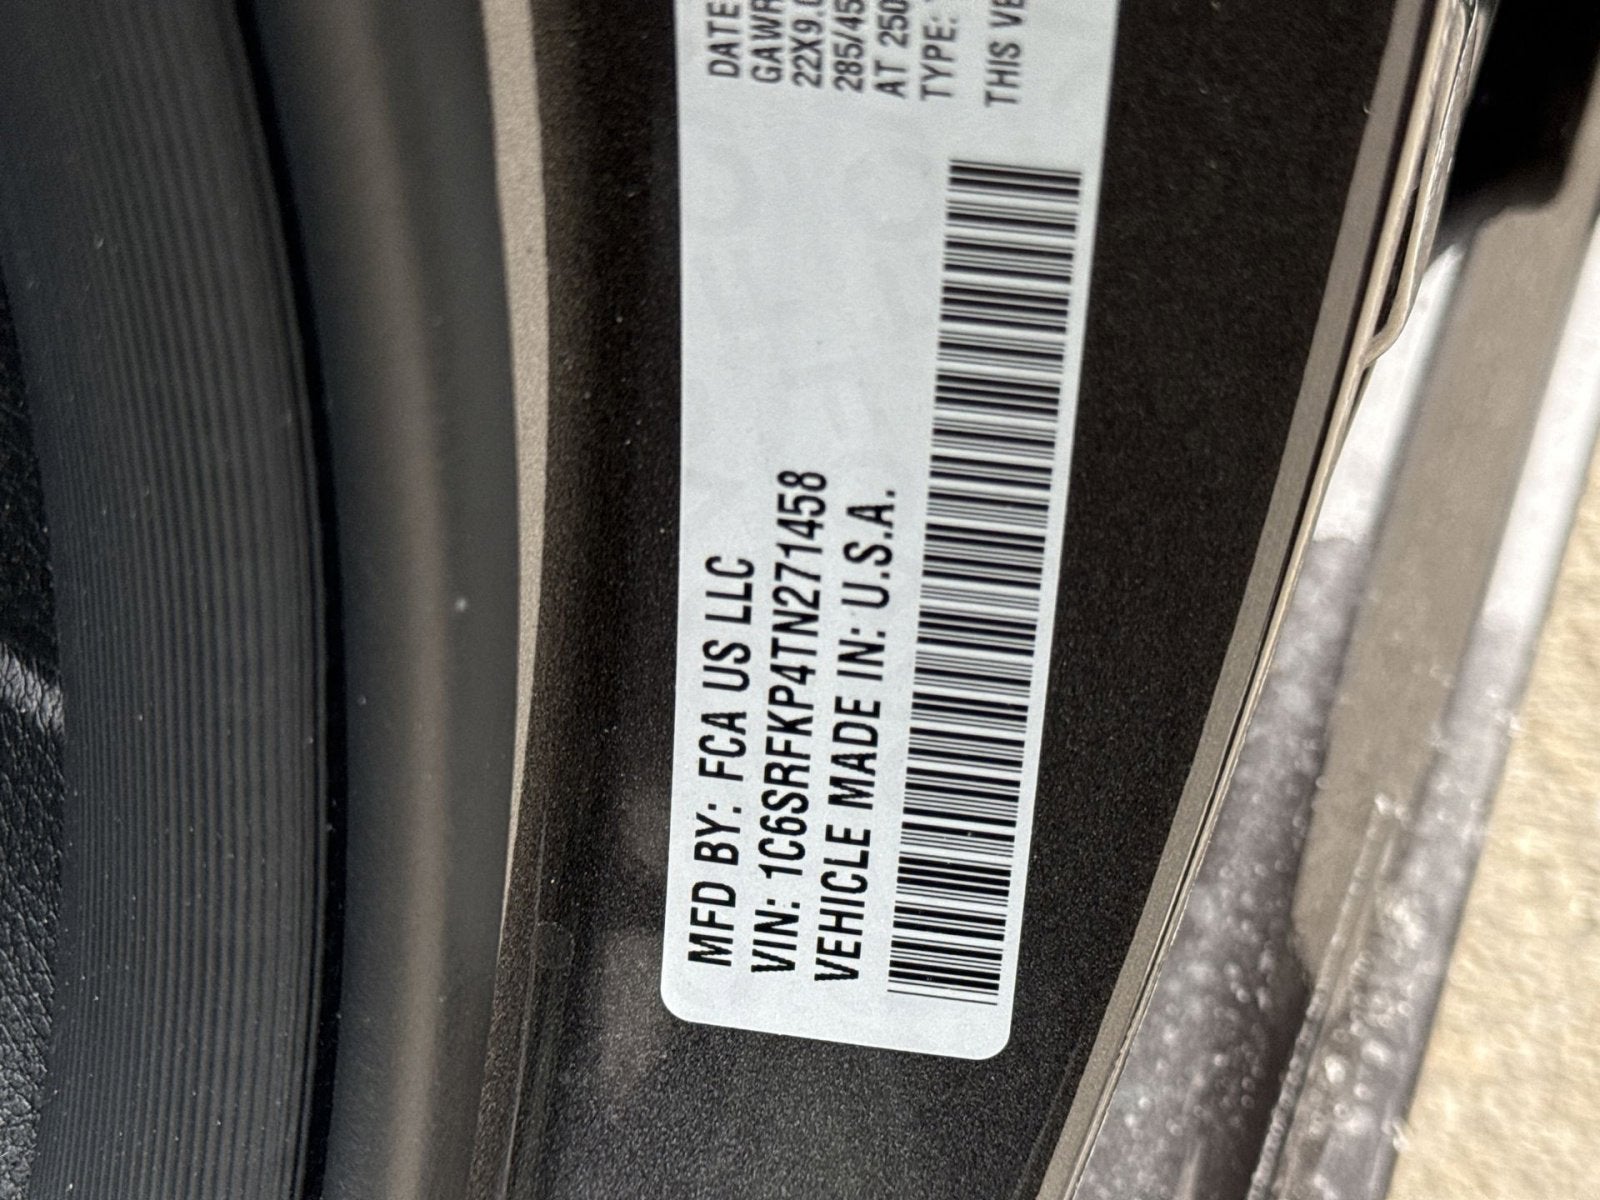 MFD BY: FCA US LLC
VIN: 1C6SRFKP4TN271458
VEHICLE MADE IN: U.S.A.
DATE
GAWR
22X9.0
285/45
AT 250
TYPE:
THIS VE